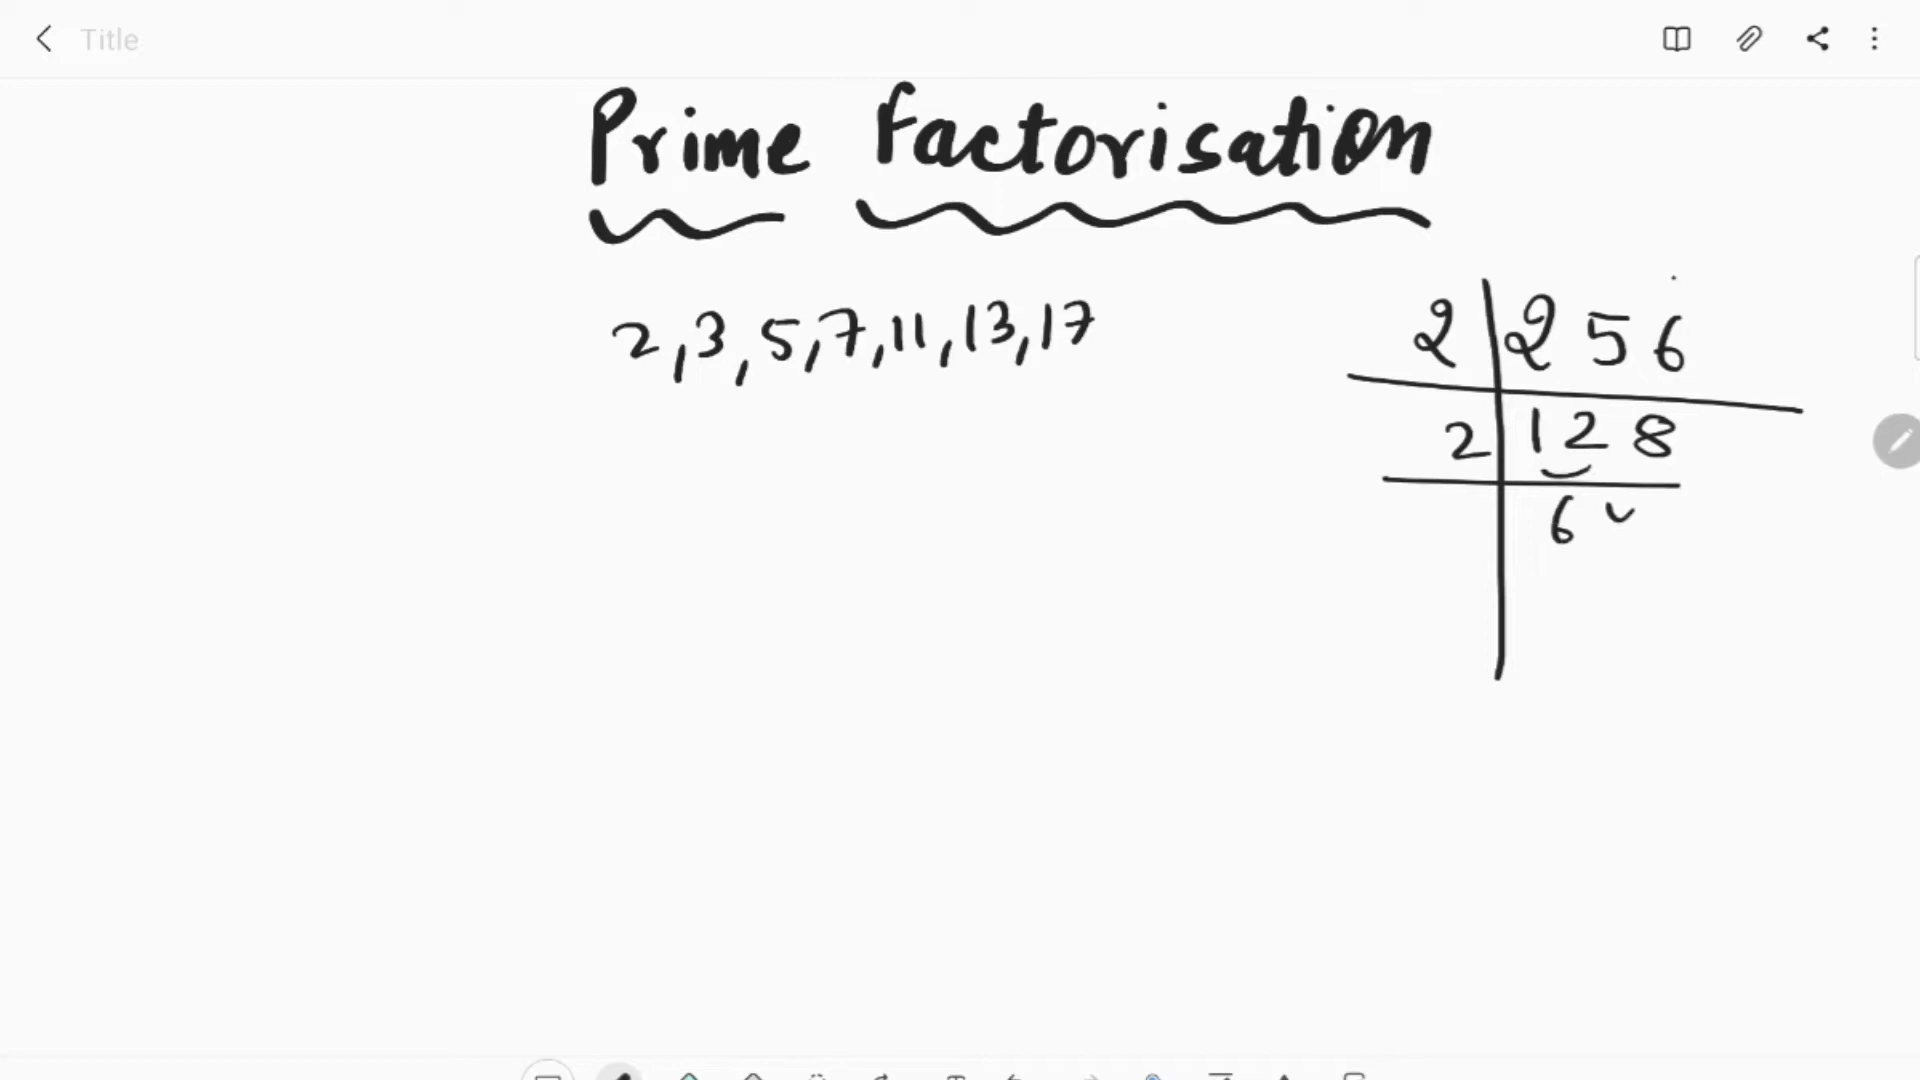 Title
Prime Factorisation
2,3,5,7,11,13,17
2 256
2 128
6